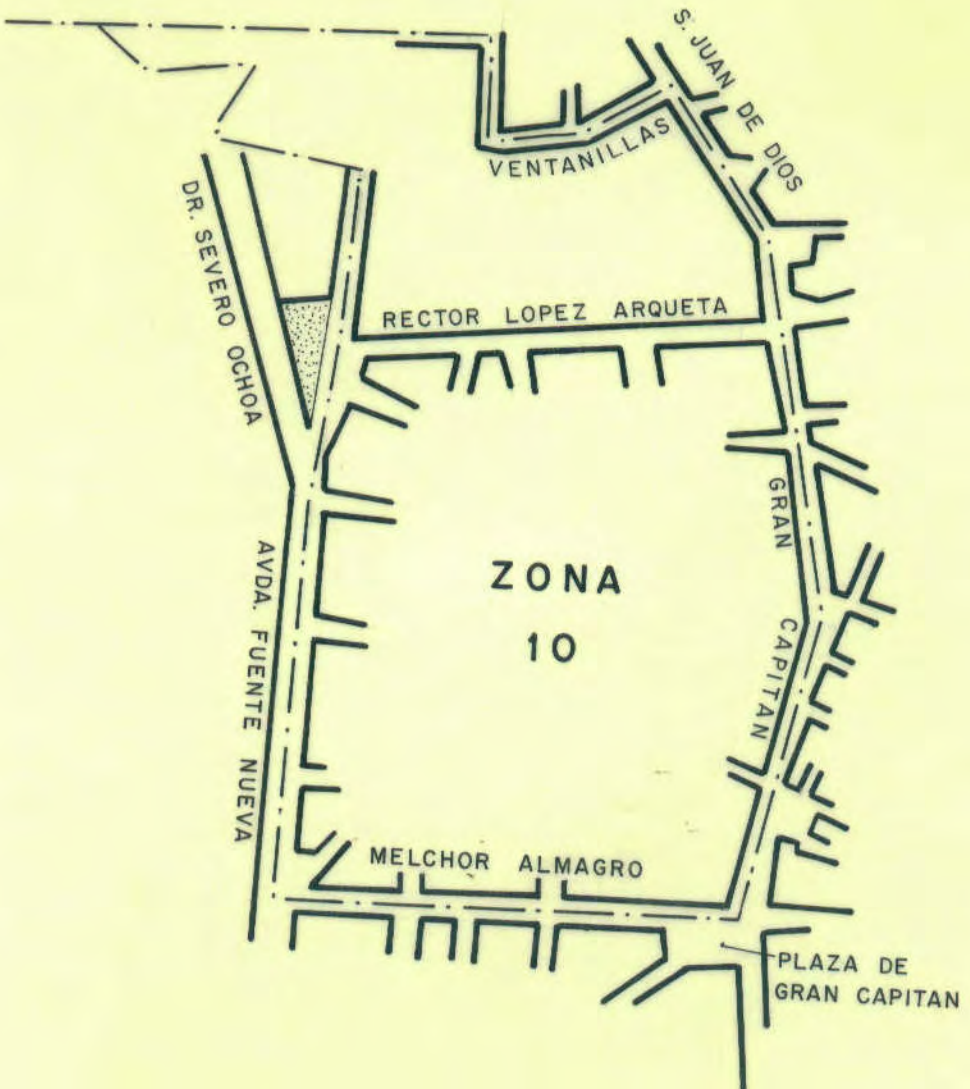 S. JUAN DE DIOS
VENTANILLAS
DR. SEVERO OCHOA
RECTOR LOPEZ ARQUETA
GRAN CAPITAN
ZONA
10
AVDA. FUENTE NUEVA
MELCHOR ALMAGRO
PLAZA DE
GRAN CAPITAN